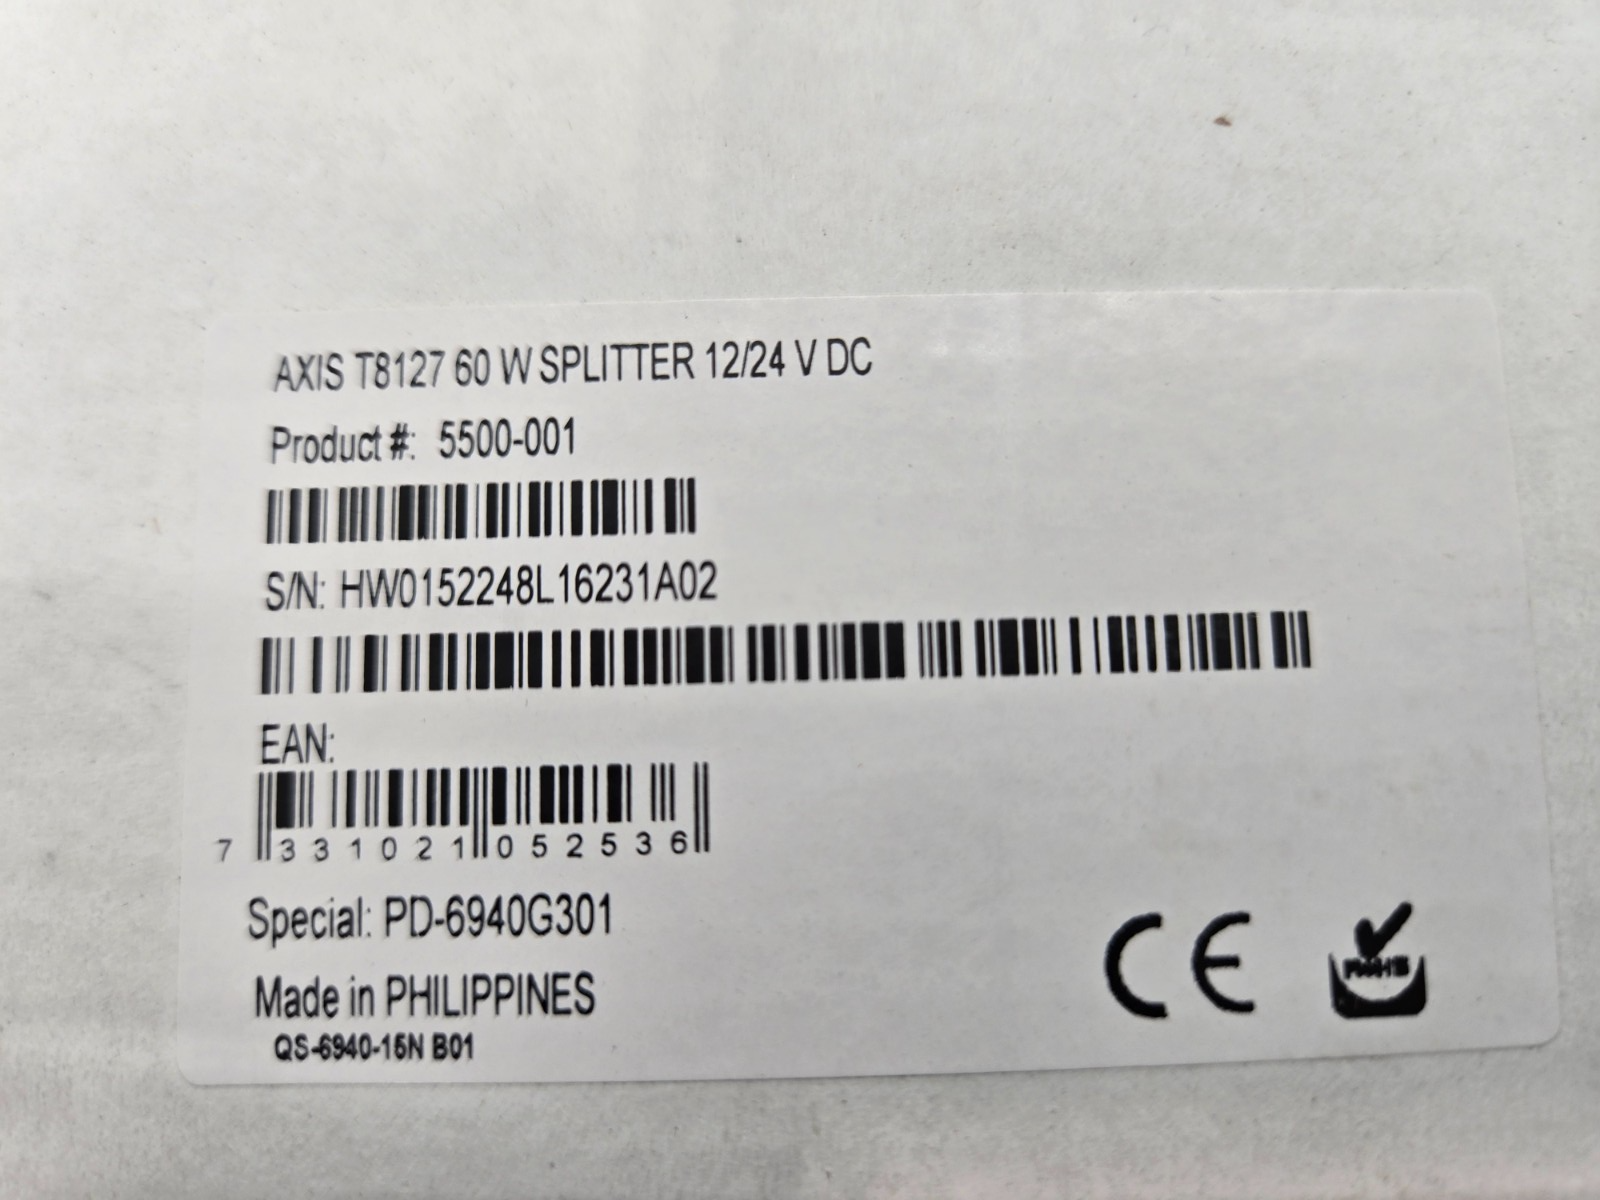 AXIS T8127 60 W SPLITTER 12/24 V DC
Product #: 5500-001
S/N: HW0152248L16231A02
EAN:
7 331021 052536
Special: PD-6940G301
Made in PHILIPPINES
QS-6940-15N B01
CE
RoHS